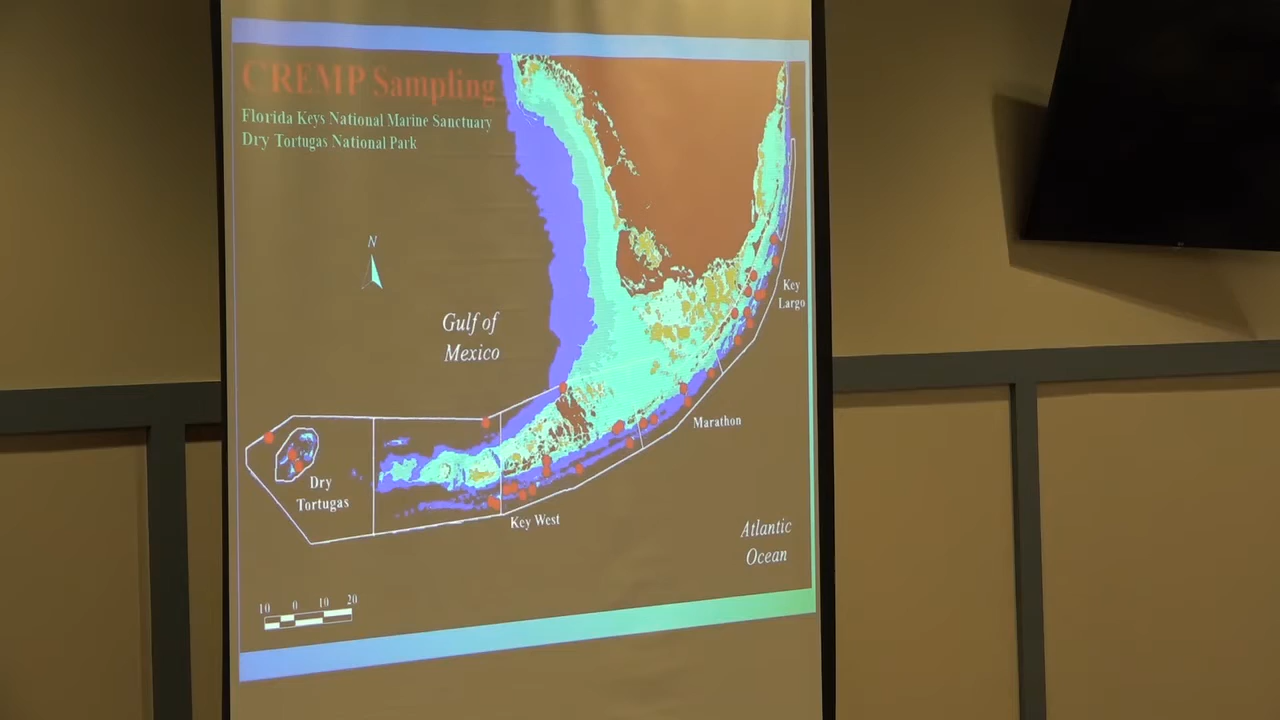 CREMP Sampling
Florida Keys National Marine Sanctuary
Dry Tortugas National Park
N
Gulf of
Mexico
Key
Largo
Marathon
Dry
Tortugas
Key West
Atlantic
Ocean
10 0 10 20